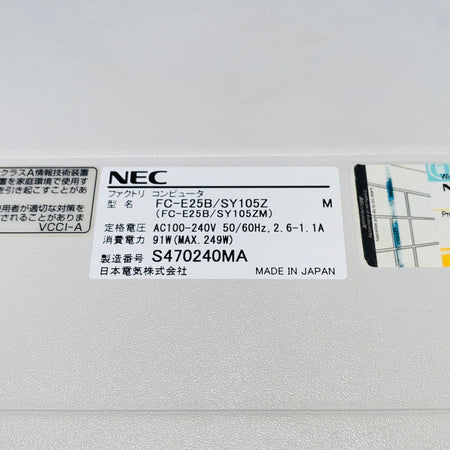 クラスA情報技術装置
置を家庭環境で使用す
を引き起こすことがあ
用者が適切な対策を
ありま
VCCI-A
NEC
ファクトリ コンピュータ
型 名 FC-E25B/SY105Z M
(FC-E25B/SY105ZM)
定格電圧 AC100-240V 50/60Hz, 2.6-1.1A
消費電力 91W(MAX. 249W)
製造番号 S470240MA
日本電気株式会社 MADE IN JAPAN
Wi
Pr